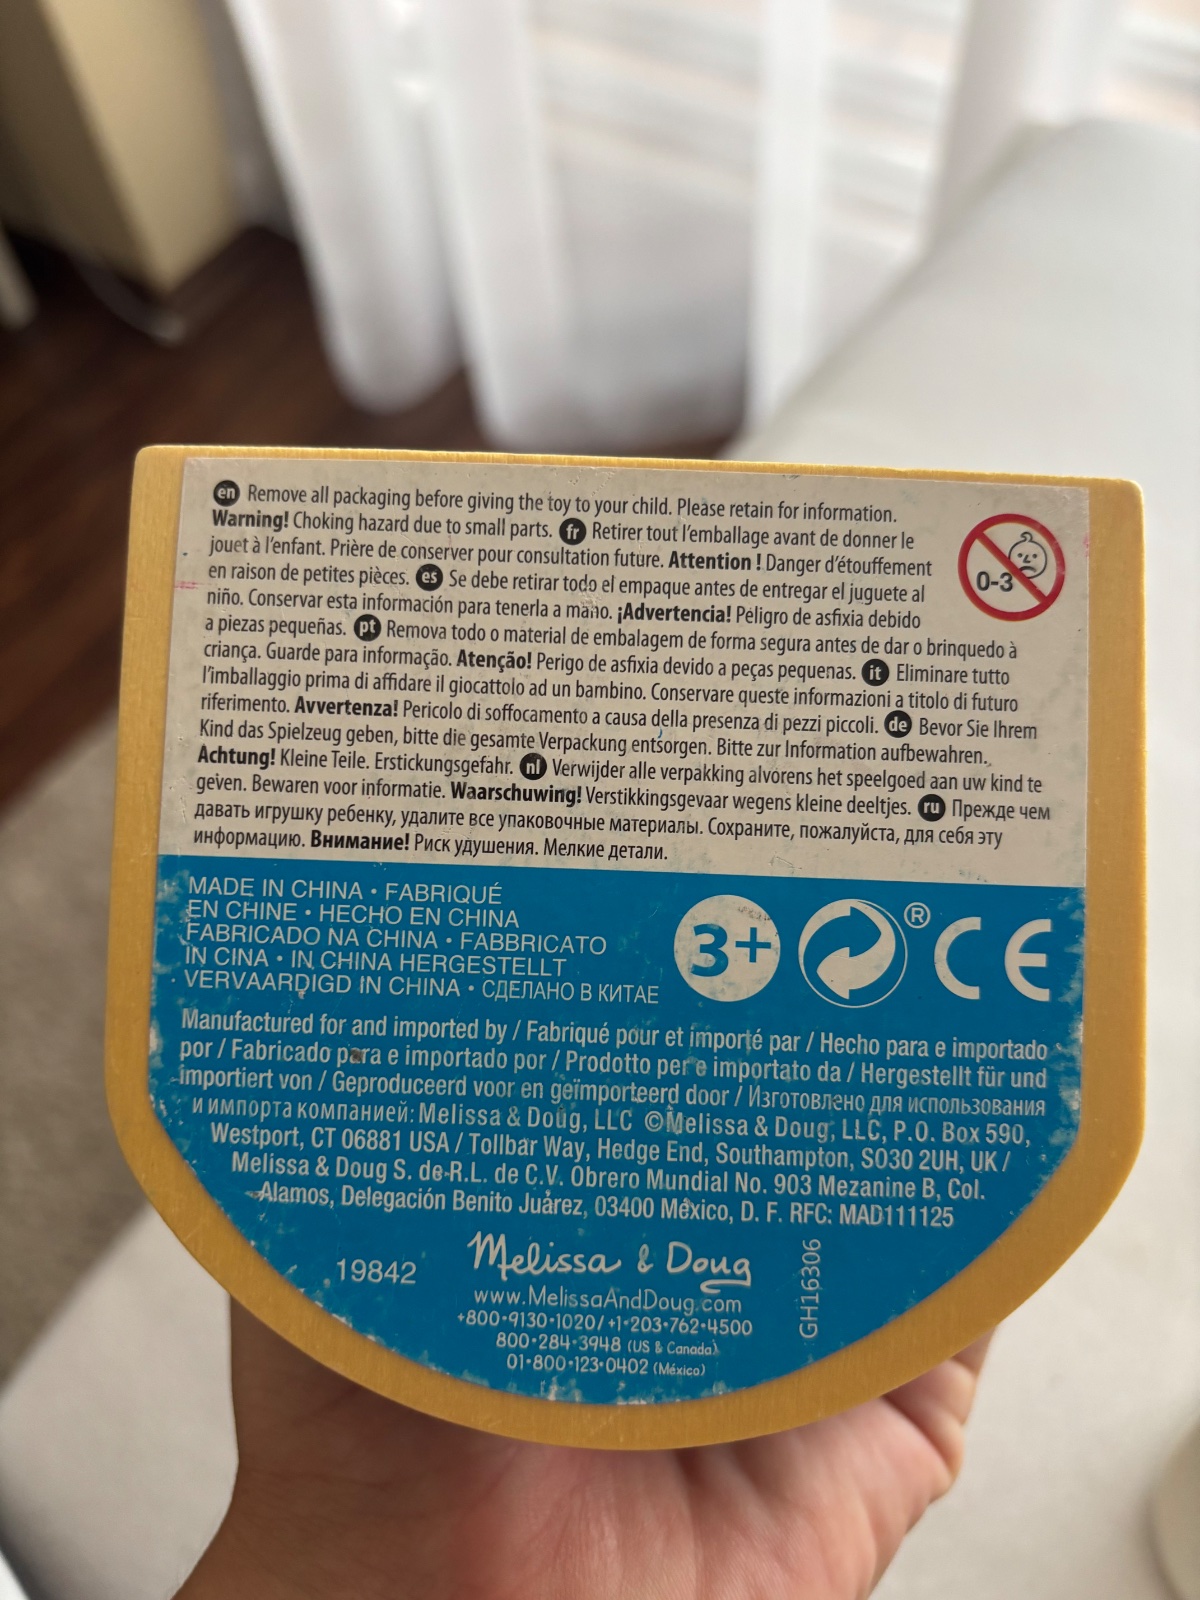 en Remove all packaging before giving the toy to your child. Please retain for information.
Warning! Choking hazard due to small parts. fr Retirer tout l'emballage avant de donner le
jouet à l'enfant. Prière de conserver pour consultation future. Attention ! Danger d'étouffement
en raison de petites pièces. es Se debe retirar todo el empaque antes de entregar el juguete al
niño. Conservar esta información para tenerla a mano. ¡Advertencia! Peligro de asfixia debido
a piezas pequeñas. pt Remova todo o material de embalagem de forma segura antes de dar o brinquedo à
criança. Guarde para informação. Atenção! Perigo de asfixia devido a peças pequenas. it Eliminare tutto
l'imballaggio prima di affidare il giocattolo ad un bambino. Conservare queste informazioni a titolo di futuro
riferimento. Avvertenza! Pericolo di soffocamento a causa della presenza di pezzi piccoli. de Bevor Sie Ihrem
Kind das Spielzeug geben, bitte die gesamte Verpackung entsorgen. Bitte zur Information aufbewahren.
Achtung! Kleine Teile. Erstickungsgefahr. nl Verwijder alle verpakking alvorens het speelgoed aan uw kind te
geven. Bewaren voor informatie. Waarschuwing! Verstikkingsgevaar wegens kleine deeltjes. ru Прежде чем
давать игрушку ребенку, удалите все упаковочные материалы. Сохраните, пожалуйста, для себя эту
информацию. Внимание! Риск удушения. Мелкие детали.
0-3
MADE IN CHINA • FABRIQUÉ
EN CHINE • HECHO EN CHINA
FABRICADO NA CHINA • FABBRICATO
IN CINA • IN CHINA HERGESTELLT
VERVAARDIGD IN CHINA • СДЕЛАНО В КИТАЕ
3+ ® CE
Manufactured for and imported by / Fabriqué pour et importé par / Hecho para e importado
por / Fabricado para e importado por / Prodotto per e importato da / Hergestellt für und
importiert von / Geproduceerd voor en geïmporteerd door / Изготовлено для использования
и импорта компанией: Melissa & Doug, LLC ©Melissa & Doug, LLC, P.O. Box 590,
Westport, CT 06881 USA / Tollbar Way, Hedge End, Southampton, SO30 2UH, UK /
Melissa & Doug S. de R.L. de C.V. Obrero Mundial No. 903 Mezanine B, Col.
Alamos, Delegación Benito Juárez, 03400 México, D. F. RFC: MAD111125
19842
Melissa & Doug
www.MelissaAndDoug.com
+800•9130•1020/+1•203•762•4500
800•284•3948 (US & Canada)
01•800•123•0402 (México)
GH16306